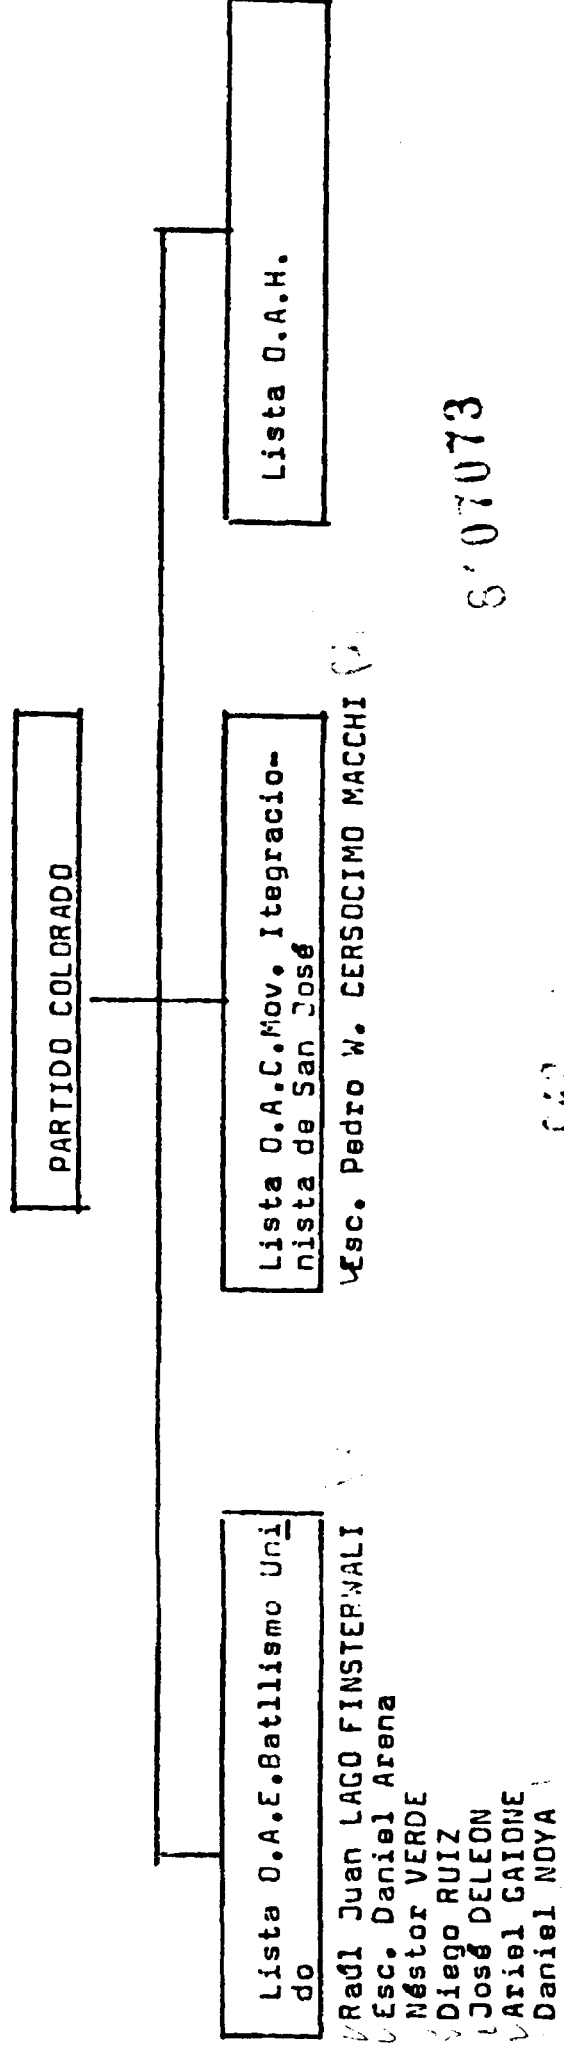 PARTIDO COLORADO
Lista O.A.E.Batllismo Uni
do
Raúl Juan LAGO FINSTERWALI
Esc. Daniel Arena
Néstor VERDE
Diego RUIZ
José DELEON
Ariel GAIONE
Daniel NOYA
Lista O.A.C.Mov. Itegracio-
nista de San José
Esc. Pedro W. CERSOCIMO MACCHI
Lista O.A.H.
07073